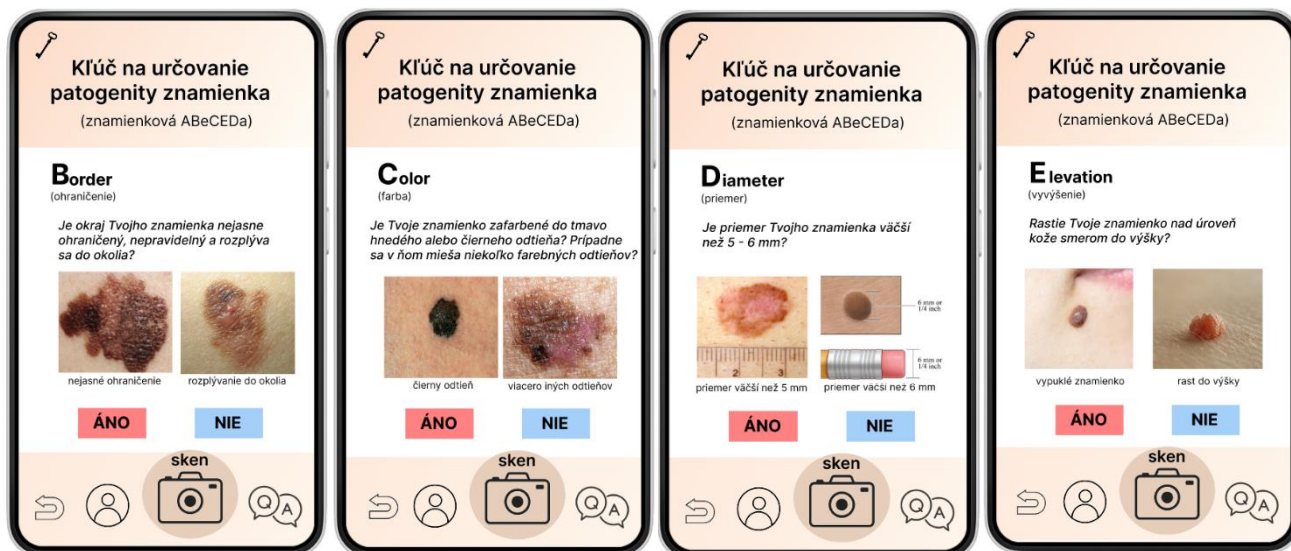 Kľúč na určovanie
patogenity znamienka
(znamienková ABeCEDa)
Border
(ohraničenie)
Je okraj Tvojho znamienka nejasne
ohraničený, nepravidelný a rozplýva
sa do okolia?
nejasné ohraničenie
rozplývanie do okolia
ÁNO
NIE
sken
Q
A
Kľúč na určovanie
patogenity znamienka
(znamienková ABeCEDa)
Color
(farba)
Je Tvoje znamienko zafarbené do tmavo
hnedého alebo čierneho odtieňa? Prípadne
sa v ňom mieša niekoľko farebných odtieňov?
čierny odtieň
viacero iných odtieňov
ÁNO
NIE
sken
Q
A
Kľúč na určovanie
patogenity znamienka
(znamienková ABeCEDa)
Diameter
(priemer)
Je priemer Tvojho znamienka väčší
než 5 - 6 mm?
2
3
6 mm or
1/4 inch
6 mm or
1/4 inch
priemer väčší než 5 mm
priemer väčší než 6 mm
ÁNO
NIE
sken
Q
A
Kľúč na určovanie
patogenity znamienka
(znamienková ABeCEDa)
Elevation
(vyvýšenie)
Rastie Tvoje znamienko nad úroveň
kože smerom do výšky?
vypuklé znamienko
rast do výšky
ÁNO
NIE
sken
Q
A